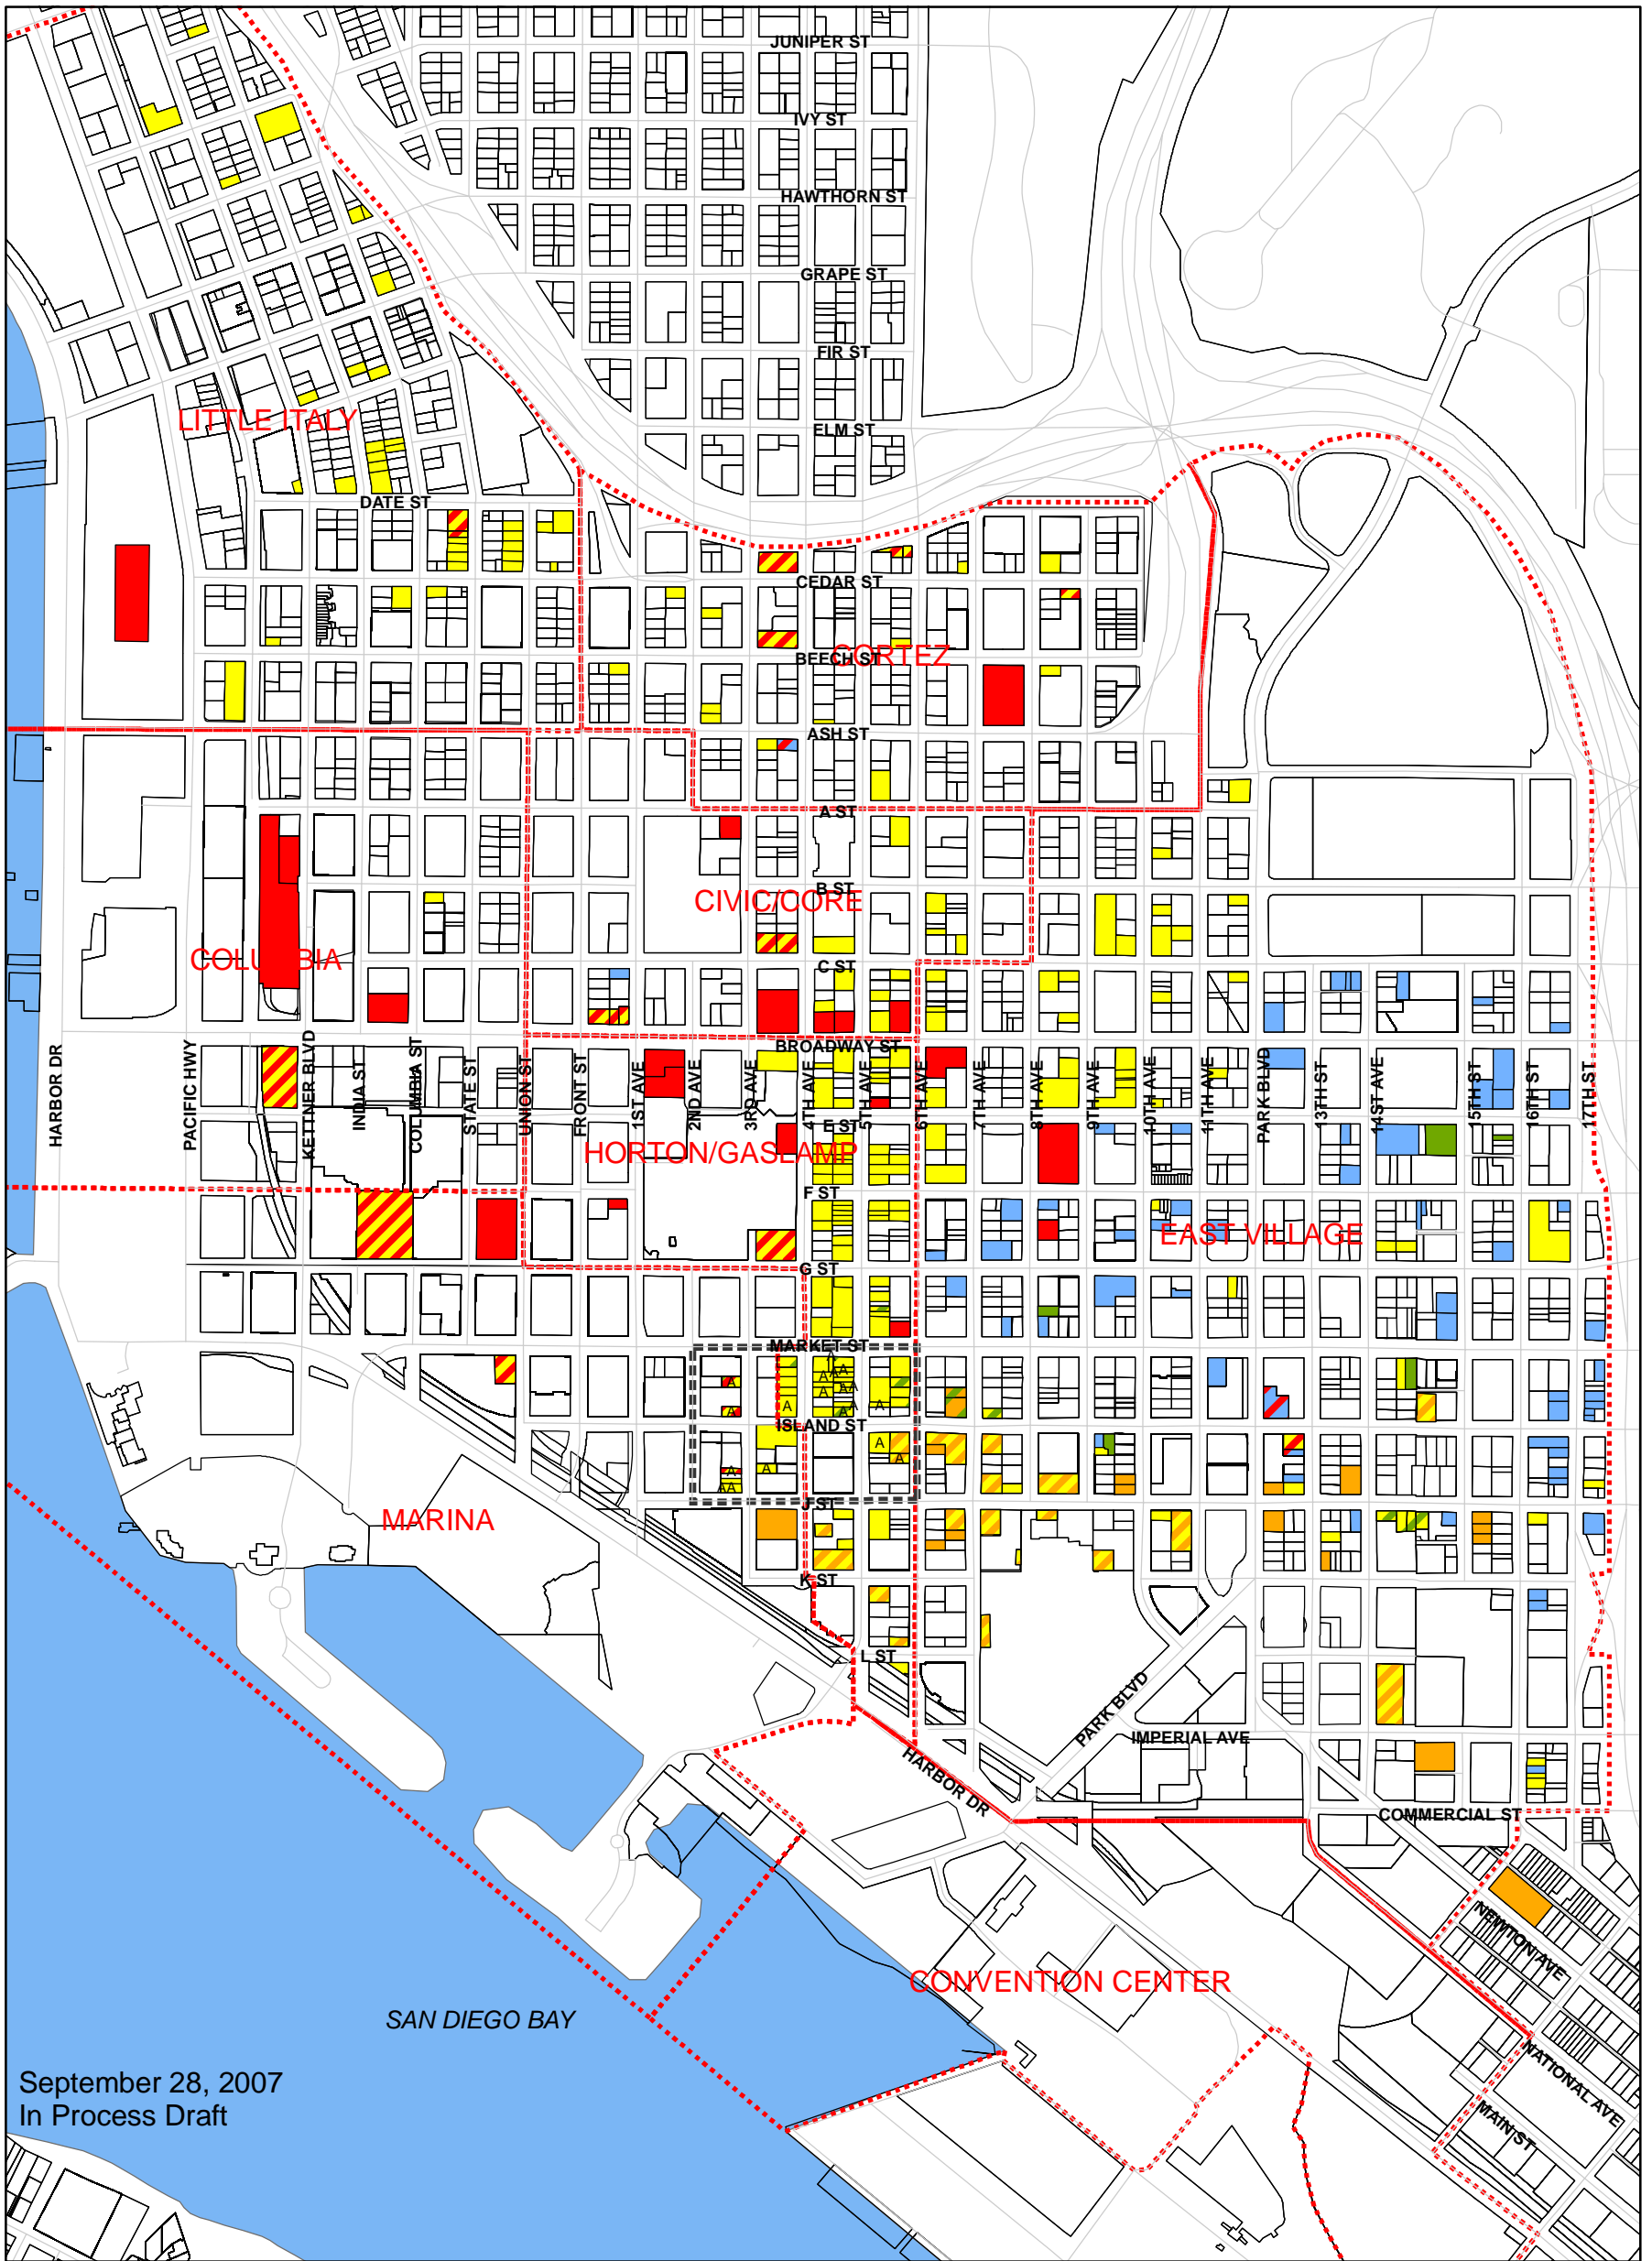 JUNIPER ST
IVY ST
HAWTHORN ST
GRAPE ST
FIR ST
LITTLE ITALY
ELM ST
DATE ST
CEDAR ST
BEECH ST
CORTEZ
ASH ST
A ST
B ST
CIVIC/CORE
COLUMBIA
C ST
BROADWAY ST
HARBOR DR
PACIFIC HWY
KETTNER BLVD
INDIA ST
COLUMBIA ST
STATE ST
UNION ST
FRONT ST
1ST AVE
2ND AVE
3RD AVE
4TH AVE
5TH AVE
6TH AVE
7TH AVE
8TH AVE
9TH AVE
10TH AVE
11TH AVE
PARK BLVD
13TH ST
14ST AVE
15TH ST
16TH ST
17TH ST
E ST
HORTON/GASLAMP
F ST
EAST VILLAGE
G ST
MARKET ST
A
A
AA
A
A
AA
A
A
A
A
A
ISLAND ST
A
A
A
A
AA
J ST
MARINA
K ST
L ST
PARK BLVD
IMPERIAL AVE
HARBOR DR
COMMERCIAL ST
NEWTON AVE
CONVENTION CENTER
SAN DIEGO BAY
NATIONAL AVE
MAIN ST
September 28, 2007
In Process Draft